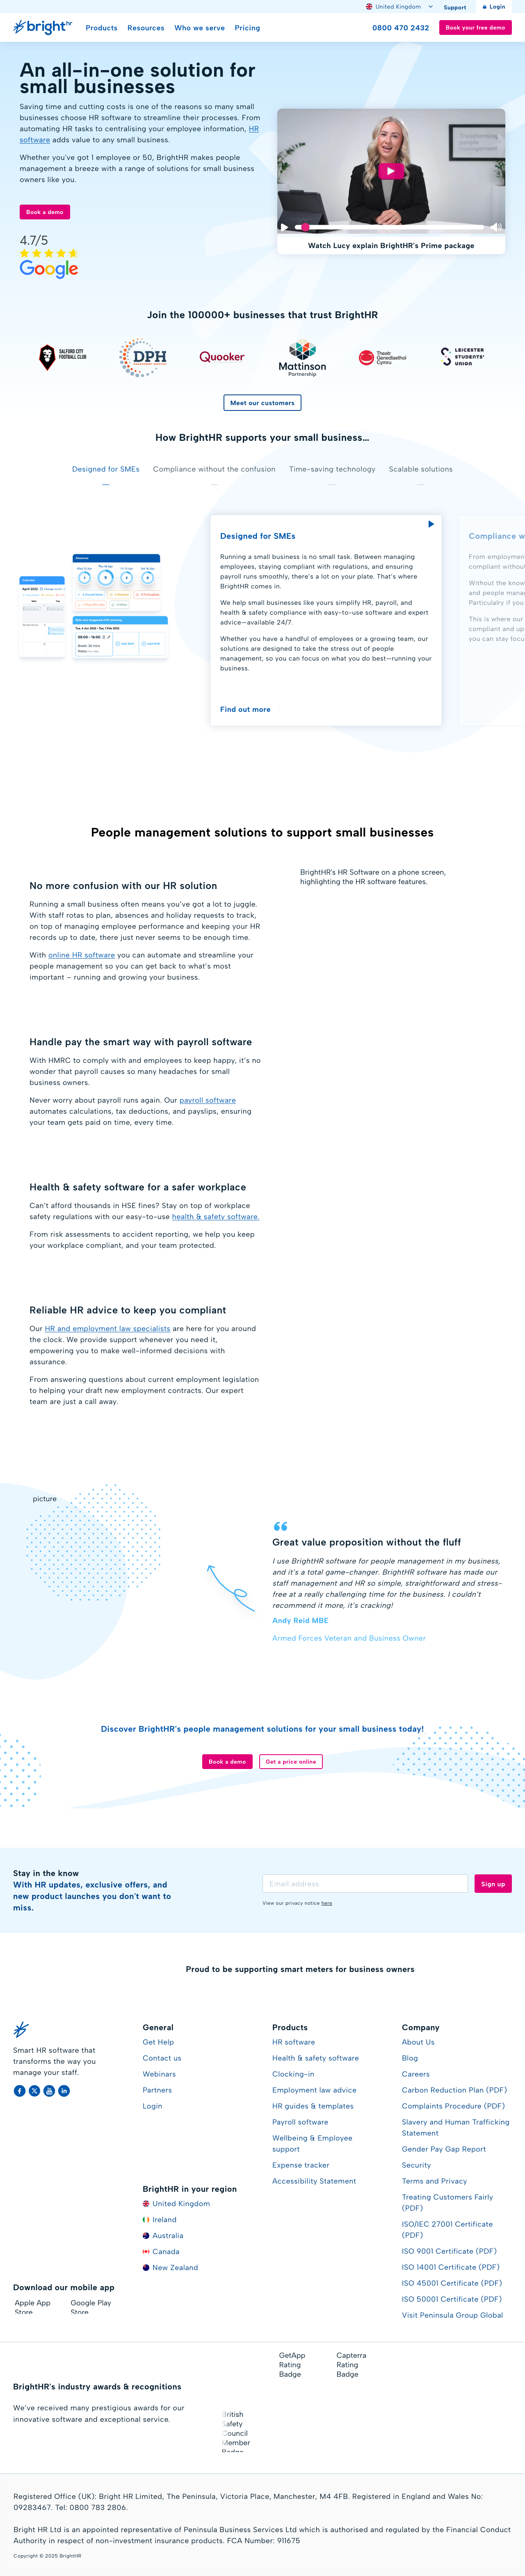 United Kingdom
Support
Login
bright hr
Products
Resources
Who we serve
Pricing
0800 470 2432
Book your free demo
An all-in-one solution for
small businesses
Saving time and cutting costs is one of the reasons so many small
businesses choose HR software to streamline their processes. From
automating HR tasks to centralising your employee information, HR
software adds value to any small business.
Whether you've got 1 employee or 50, BrightHR makes people
management a breeze with a range of solutions for small business
owners like you.
Book a demo
4.7/5
Google
Watch Lucy explain BrightHR's Prime package
Join the 100000+ businesses that trust BrightHR
SALFORD CITY
FOOTBALL CLUB
DPH
Quooker
Mattinson
Partnership
Theatr
Genedlaethol
Cymru
LEICESTER
STUDENTS'
UNION
Meet our customers
How BrightHR supports your small business...
Designed for SMEs
Compliance without the confusion
Time-saving technology
Scalable solutions
Designed for SMEs
Running a small business is no small task. Between managing
employees, staying compliant with regulations, and ensuring
payroll runs smoothly, there's a lot on your plate. That's where
BrightHR comes in.
We help small businesses like yours simplify HR, payroll, and
health & safety compliance with easy-to-use software and expert
advice—available 24/7.
Whether you have a handful of employees or a growing team, our
solutions are designed to take the stress out of people
management, so you can focus on what you do best—running your
business.
Find out more
Compliance w
From employmen
compliant without
Without the know
and people manag
Particularly if you
This is where our
compliant and up
you can stay focu
People management solutions to support small businesses
No more confusion with our HR solution
Running a small business often means you've got a lot to juggle.
With staff rotas to plan, absences and holiday requests to track,
on top of managing employee performance and keeping your HR
records up to date, there just never seems to be enough time.
With online HR software you can automate and streamline your
people management so you can get back to what's most
important – running and growing your business.
BrightHR's HR Software on a phone screen,
highlighting the HR software features.
Handle pay the smart way with payroll software
With HMRC to comply with and employees to keep happy, it's no
wonder that payroll causes so many headaches for small
business owners.
Never worry about payroll runs again. Our payroll software
automates calculations, tax deductions, and payslips, ensuring
your team gets paid on time, every time.
Health & safety software for a safer workplace
Can't afford thousands in HSE fines? Stay on top of workplace
safety regulations with our easy-to-use health & safety software.
From risk assessments to accident reporting, we help you keep
your workplace compliant, and your team protected.
Reliable HR advice to keep you compliant
Our HR and employment law specialists are here for you around
the clock. We provide support whenever you need it,
empowering you to make well-informed decisions with
assurance.
From answering questions about current employment legislation
to helping your draft new employment contracts. Our expert
team are just a call away.
picture
Great value proposition without the fluff
I use BrightHR software for people management in my business,
and it's a total game-changer. BrightHR software has made our
staff management and HR so simple, straightforward and stress-
free at a really challenging time for the business. I couldn't
recommend it more, it's cracking!
Andy Reid MBE
Armed Forces Veteran and Business Owner
Discover BrightHR's people management solutions for your small business today!
Book a demo
Get a price online
Stay in the know
With HR updates, exclusive offers, and
new product launches you don't want to
miss.
Email address
Sign up
View our privacy notice here
Proud to be supporting smart meters for business owners
Smart HR software that
transforms the way you
manage your staff.
General
Get Help
Contact us
Webinars
Partners
Login
BrightHR in your region
United Kingdom
Ireland
Australia
Canada
New Zealand
Products
HR software
Health & safety software
Clocking-in
Employment law advice
HR guides & templates
Payroll software
Wellbeing & Employee
support
Expense tracker
Accessibility Statement
Company
About Us
Blog
Careers
Carbon Reduction Plan (PDF)
Complaints Procedure (PDF)
Slavery and Human Trafficking
Statement
Gender Pay Gap Report
Security
Terms and Privacy
Treating Customers Fairly
(PDF)
ISO/IEC 27001 Certificate
(PDF)
ISO 9001 Certificate (PDF)
ISO 14001 Certificate (PDF)
ISO 45001 Certificate (PDF)
ISO 50001 Certificate (PDF)
Visit Peninsula Group Global
Download our mobile app
Apple App
Store
Google Play
Store
BrightHR's industry awards & recognitions
We've received many prestigious awards for our
innovative software and exceptional service.
British
Safety
Council
Member
Badge
GetApp
Rating
Badge
Capterra
Rating
Badge
Registered Office (UK): Bright HR Limited, The Peninsula, Victoria Place, Manchester, M4 4FB. Registered in England and Wales No:
09283467. Tel: 0800 783 2806.
Bright HR Ltd is an appointed representative of Peninsula Business Services Ltd which is authorised and regulated by the Financial Conduct
Authority in respect of non-investment insurance products. FCA Number: 911675
Copyright © 2025 BrightHR